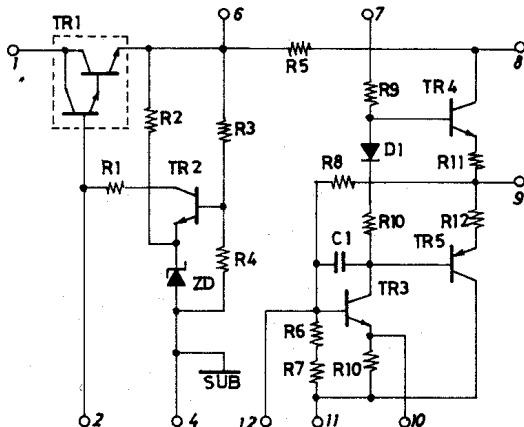 TR1 6 7
1 R5 8
R9 TR4
R2 R3
D1
R1 TR2 R8 R11
9
R10 R12
C1 TR5
R4
ZD TR3
R6
R7 R10
SUB
2 4 12 11 10